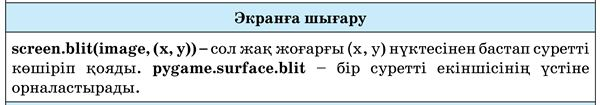 Экранға шығару
screen.blit(image, (x, y)) – сол жақ жоғарғы (x, y) нүктесінен бастап суретті
көшіріп қояды. pygame.surface.blit – бір суретті екіншісінің үстіне
орналастырады.